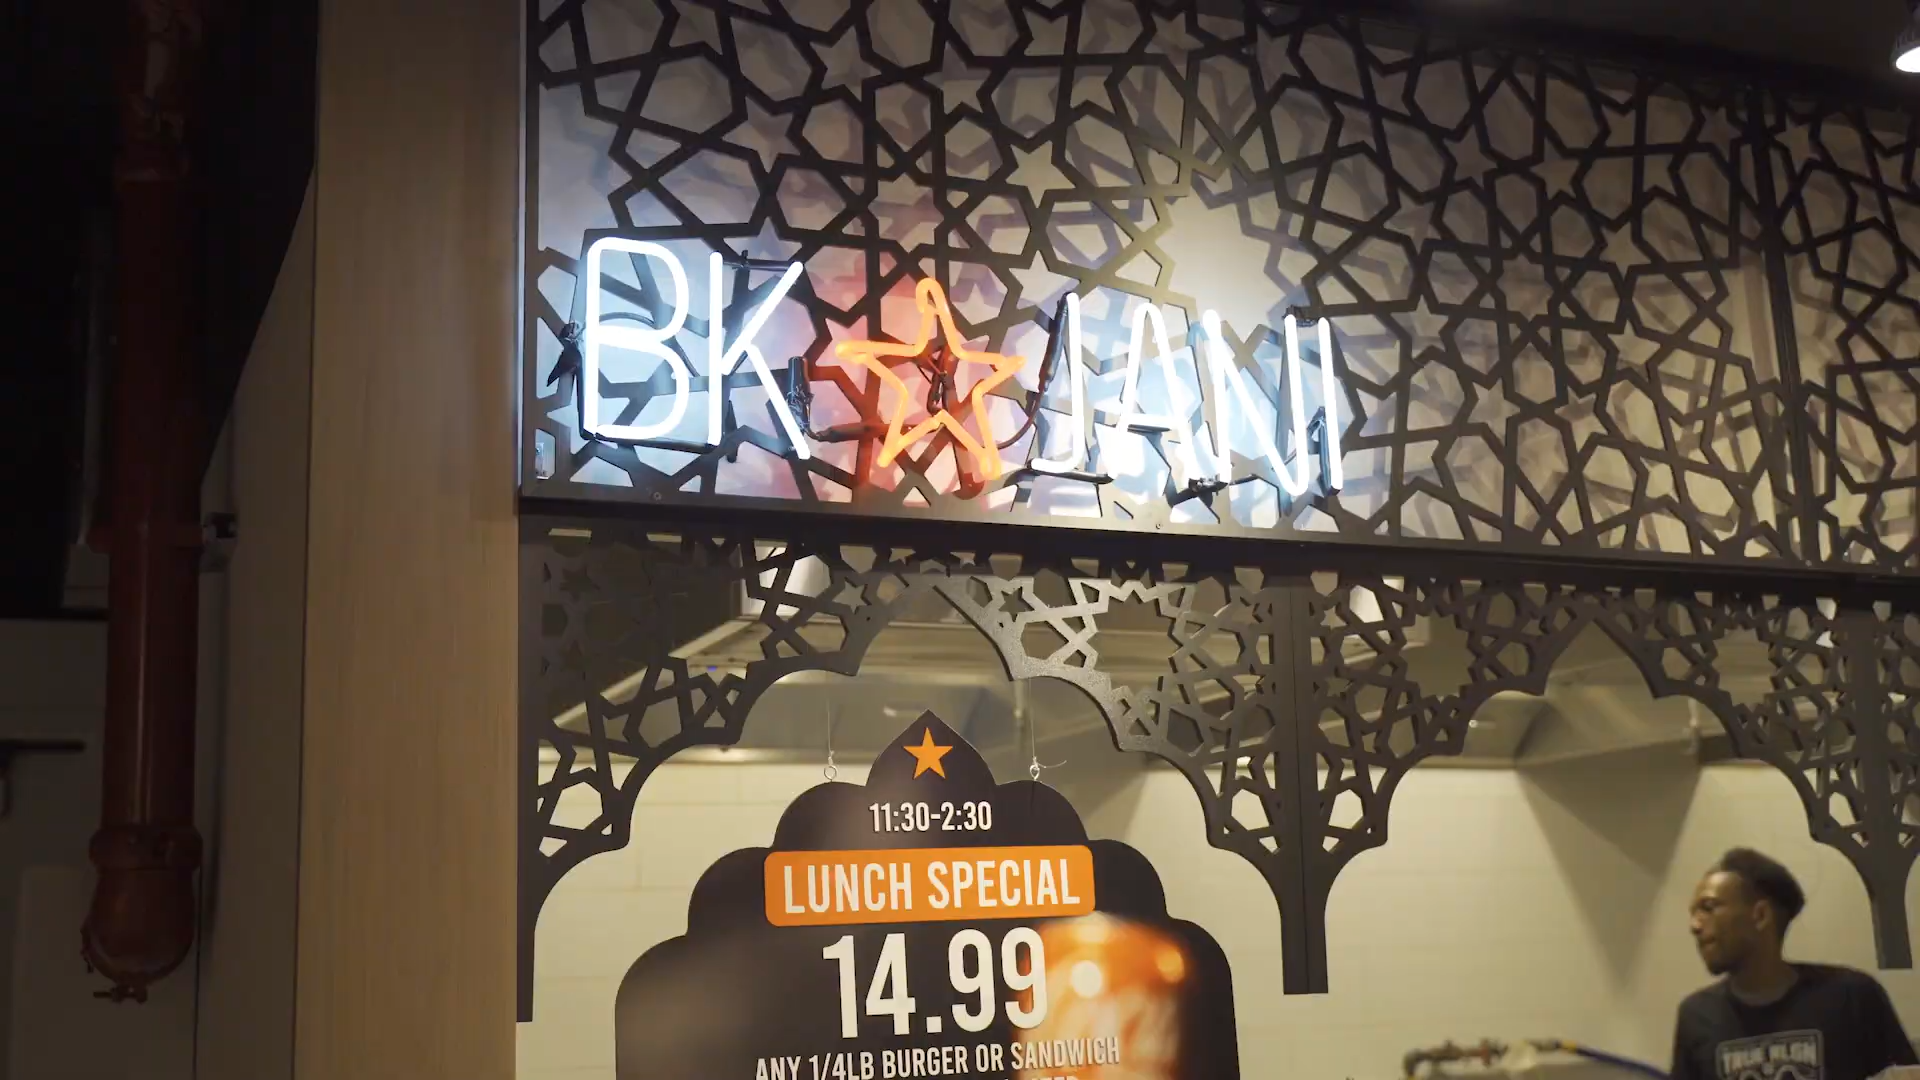 BK JANI
11:30-2:30
LUNCH SPECIAL
14.99
ANY 1/4LB BURGER OR SANDWICH